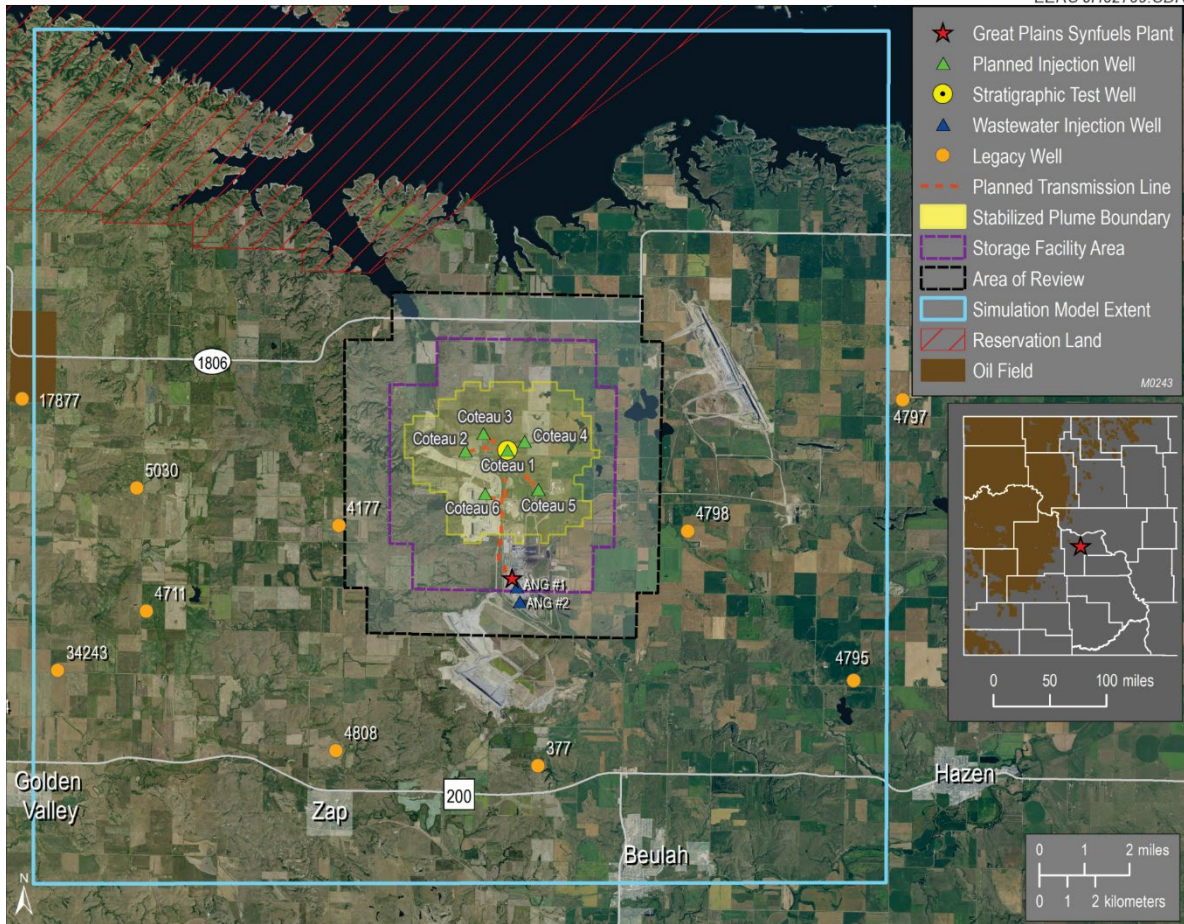 Great Plains Synfuels Plant
Planned Injection Well
Stratigraphic Test Well
Wastewater Injection Well
Legacy Well
Planned Transmission Line
Stabilized Plume Boundary
Storage Facility Area
Area of Review
Simulation Model Extent
Reservation Land
Oil Field
M0243
1806
17877
4797
Coteau 3
Coteau 4
Coteau 2
Coteau 1
5030
Coteau 6
Coteau 5
4177
4798
ANG #1
ANG #2
4711
34243
4795
4808
377
Golden
Valley
Zap
200
Hazen
Beulah
0 50 100 miles
0 1 2 miles
0 1 2 kilometers
N